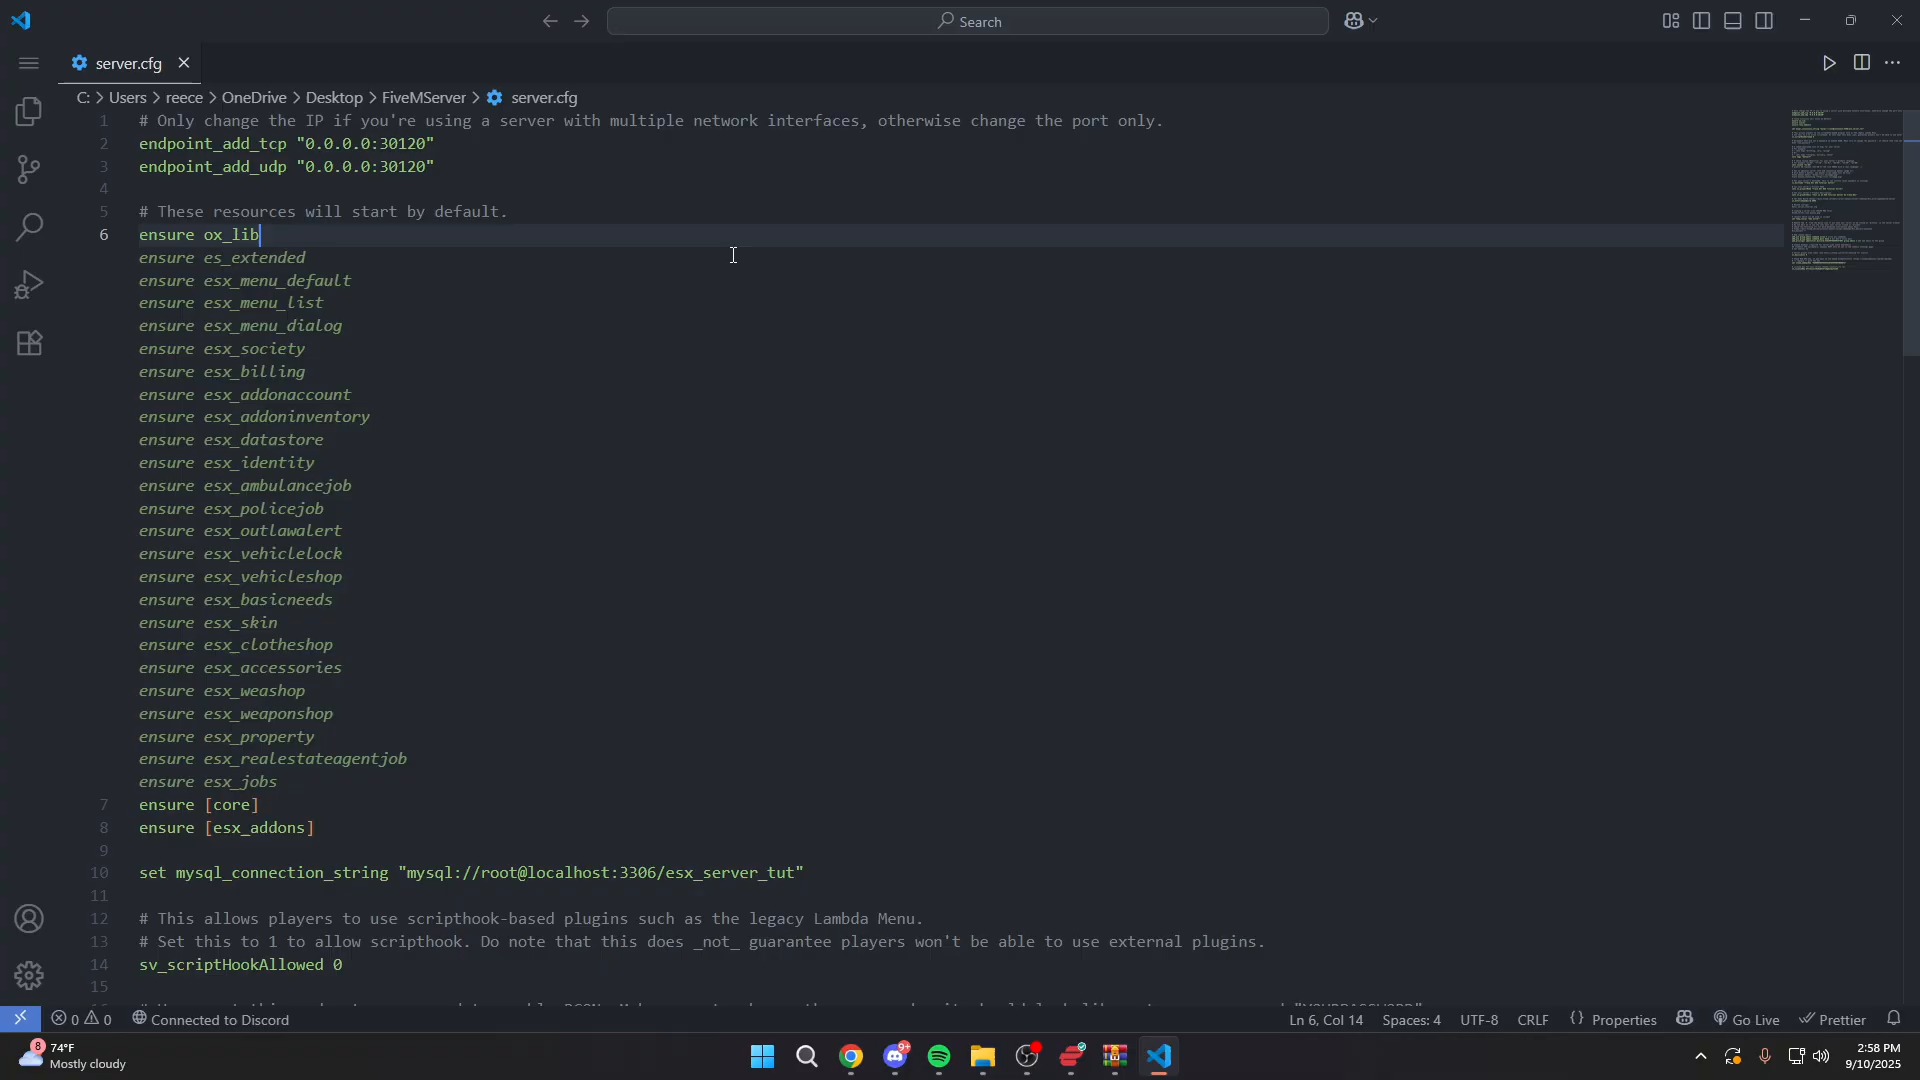 Search
server.cfg
C: > Users > reece > OneDrive > Desktop > FiveMServer > server.cfg
1 # Only change the IP if you're using a server with multiple network interfaces, otherwise change the port only.
2 endpoint_add_tcp "0.0.0.0:30120"
3 endpoint_add_udp "0.0.0.0:30120"
4
5 # These resources will start by default.
6 ensure ox_lib
ensure es_extended
ensure esx_menu_default
ensure esx_menu_list
ensure esx_menu_dialog
ensure esx_society
ensure esx_billing
ensure esx_addonaccount
ensure esx_addoninventory
ensure esx_datastore
ensure esx_identity
ensure esx_ambulancejob
ensure esx_policejob
ensure esx_outlawalert
ensure esx_vehiclelock
ensure esx_vehicleshop
ensure esx_basicneeds
ensure esx_skin
ensure esx_clotheshop
ensure esx_accessories
ensure esx_weashop
ensure esx_weaponshop
ensure esx_property
ensure esx_realestateagentjob
ensure esx_jobs
7 ensure [core]
8 ensure [esx_addons]
9
10 set mysql_connection_string "mysql://root@localhost:3306/esx_server_tut"
11
12 # This allows players to use scripthook-based plugins such as the legacy Lambda Menu.
13 # Set this to 1 to allow scripthook. Do note that this does _not_ guarantee players won't be able to use external plugins.
14 sv_scriptHookAllowed 0
15
0 0 Connected to Discord
Ln 6, Col 14 Spaces: 4 UTF-8 CRLF {} Properties Go Live Prettier
8 74°F
Mostly cloudy
9+
2:58 PM
9/10/2025